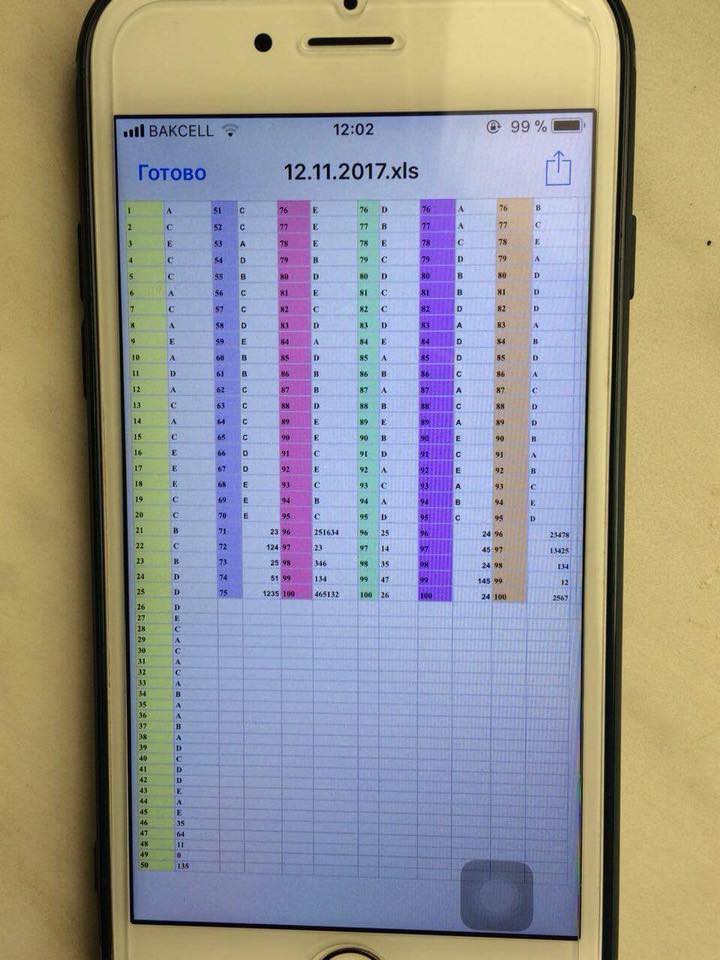 BAKCELL 12:02 99 %
Готово 12.11.2017.xls
1 A 51 C 76 E 76 D 76 A 76 B
2 C 52 C 77 E 77 B 77 A 77 C
3 E 53 A 78 E 78 E 78 C 78 E
4 C 54 D 79 B 79 C 79 D 79 A
5 C 55 B 80 D 80 D 80 B 80 D
6 A 56 C 81 E 81 C 81 B 81 D
7 C 57 C 82 C 82 C 82 D 82 D
8 A 58 D 83 D 83 D 83 A 83 A
9 E 59 E 84 A 84 E 84 D 84 B
10 A 60 B 85 D 85 A 85 D 85 D
11 D 61 B 86 B 86 B 86 C 86 A
12 A 62 C 87 B 87 A 87 A 87 C
13 C 63 C 88 D 88 B 88 C 88 D
14 A 64 C 89 E 89 E 89 A 89 D
15 C 65 C 90 E 90 B 90 E 90 B
16 E 66 D 91 C 91 D 91 C 91 A
17 E 67 D 92 E 92 A 92 E 92 B
18 E 68 E 93 C 93 C 93 A 93 C
19 C 69 E 94 B 94 A 94 B 94 E
20 C 70 E 95 C 95 D 95 C 95 D
21 B 71 23 96 251634 96 25 96 24 96 23478
22 C 72 124 97 23 97 14 97 45 97 13425
23 B 73 25 98 346 98 35 98 24 98 134
24 D 74 51 99 134 99 47 99 145 99 12
25 D 75 1235 100 465132 100 26 100 24 100 2567
26 D
27 E
28 C
29 A
30 C
31 A
32 C
33 A
34 B
35 A
36 A
37 B
38 A
39 D
40 C
41 D
42 D
43 E
44 A
45 E
46 35
47 64
48 11
49 0
50 135